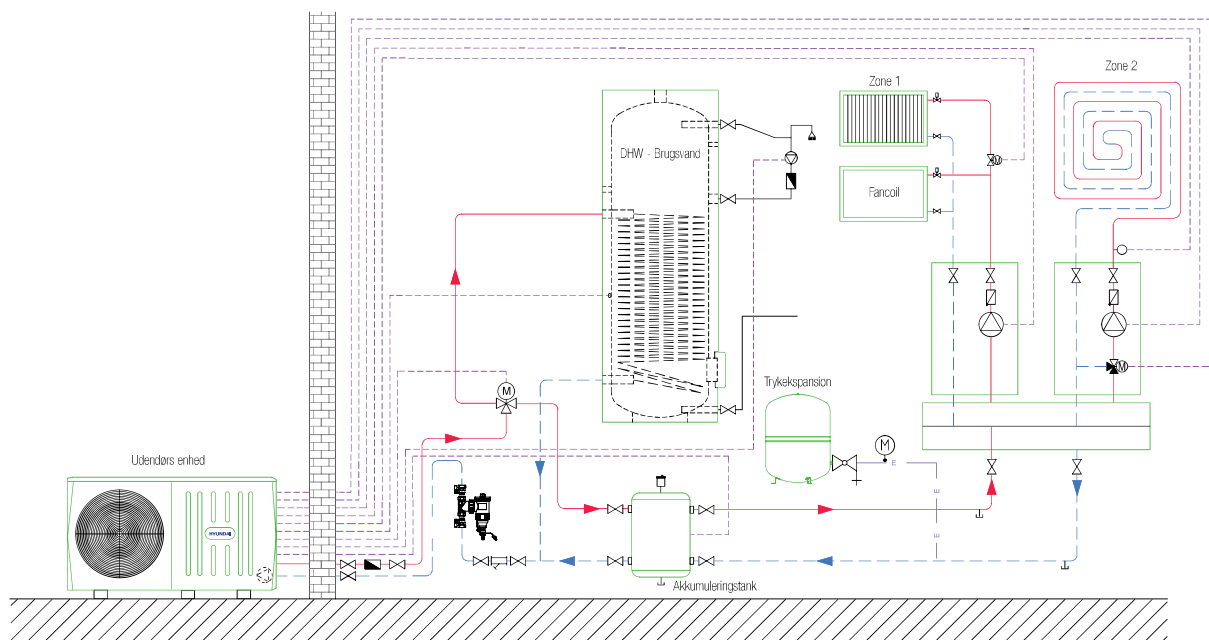 Zone 1
Zone 2
DHW - Brugsvand
Fancoil
M
M
M
Trykekspansion
M
E
E
E
Udendørs enhed
HYUNDAI
Akkumuleringstank